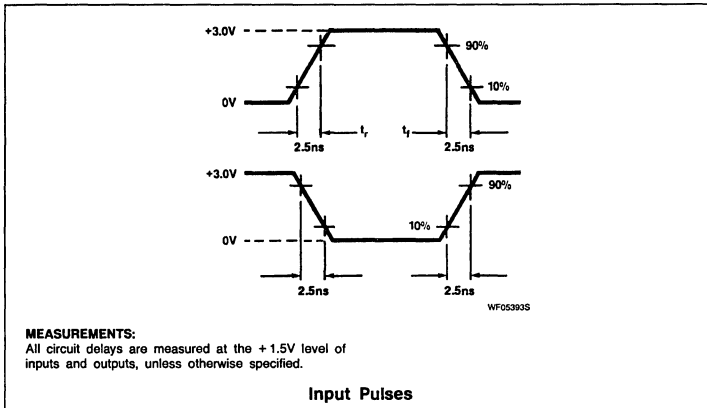 +3.0V
90%
10%
0V
tr tf
2.5ns 2.5ns
+3.0V
90%
10%
0V
2.5ns 2.5ns
WF05393S
MEASUREMENTS:
All circuit delays are measured at the +1.5V level of
inputs and outputs, unless otherwise specified.
Input Pulses